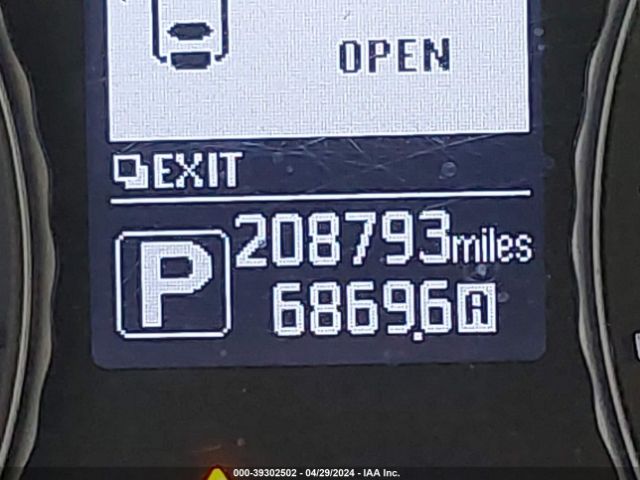 OPEN
EXIT
P
208793miles
6869.6A
000-39302502 - 04/29/2024 - IAA Inc.